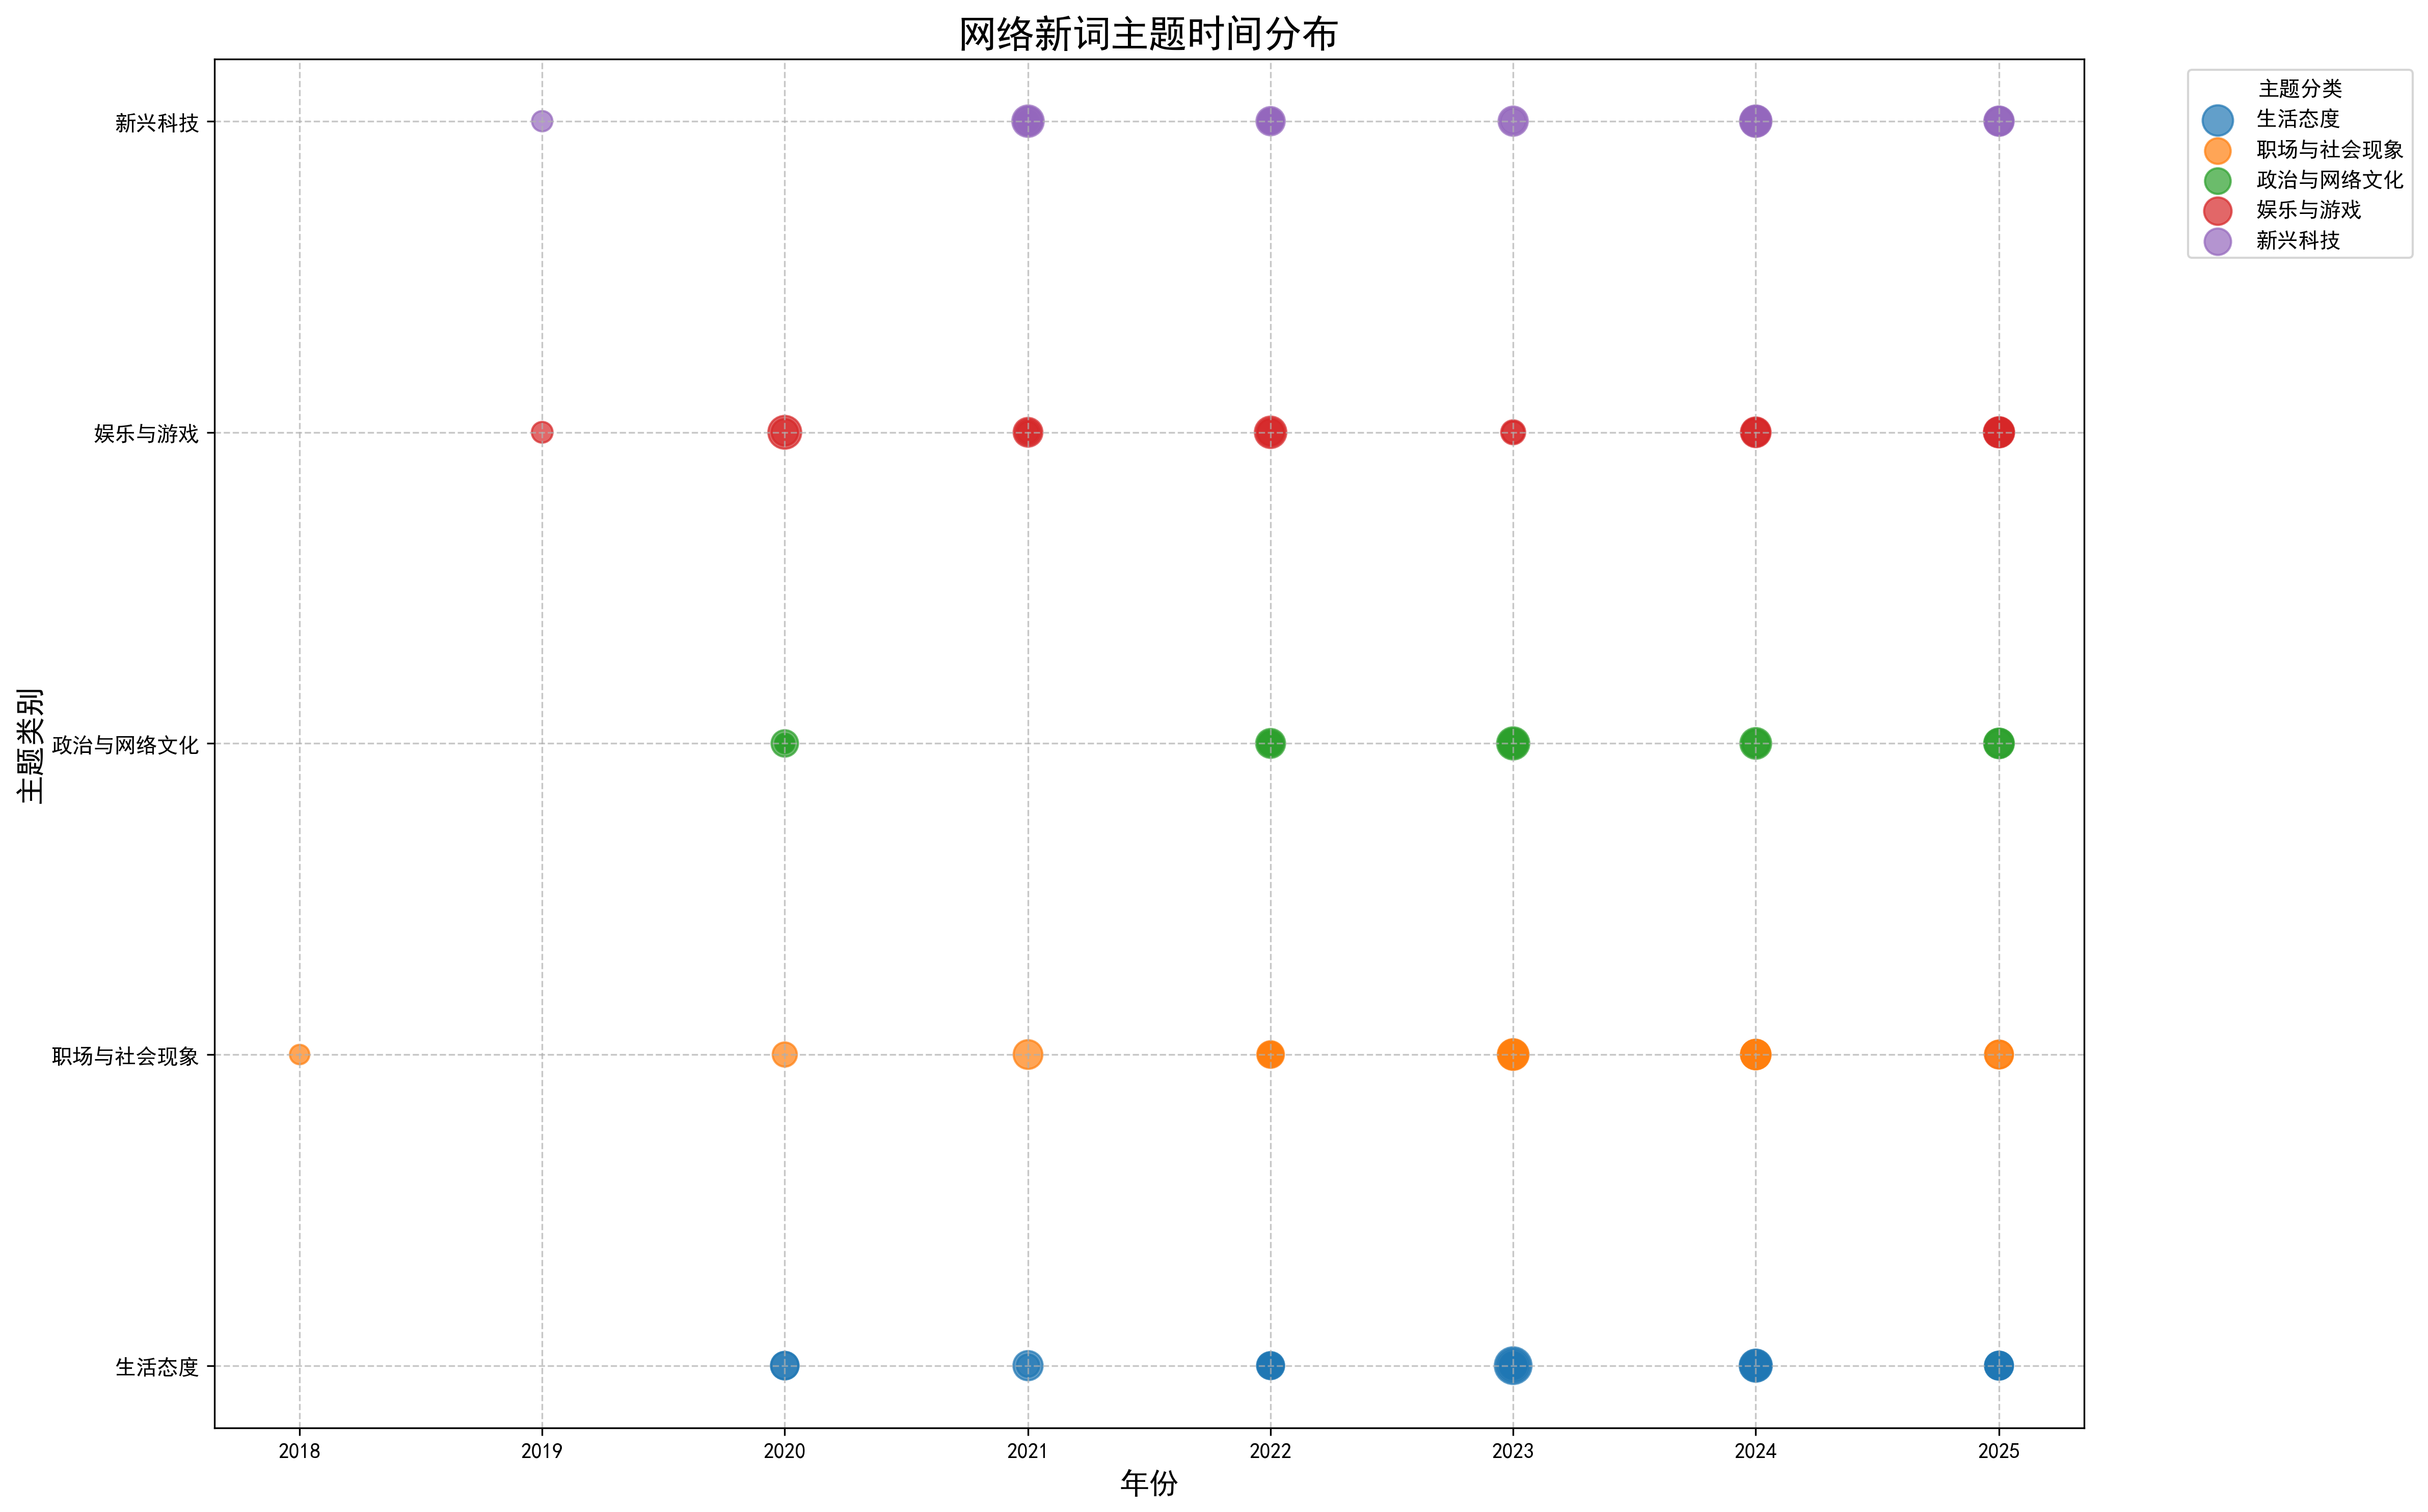 网络新词主题时间分布
主题分类
生活态度
职场与社会现象
政治与网络文化
娱乐与游戏
新兴科技
主题类别
新兴科技
娱乐与游戏
政治与网络文化
职场与社会现象
生活态度
2018 2019 2020 2021 2022 2023 2024 2025
年份